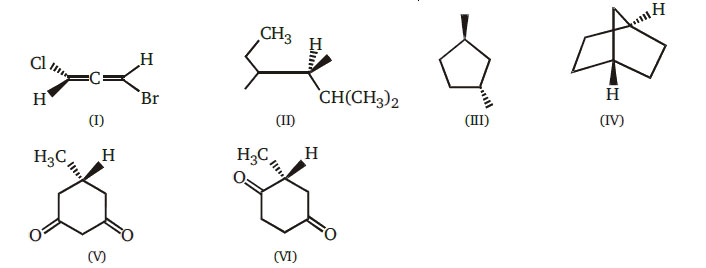 Cl
H
C
H
Br
(I)
CH3
H
CH(CH3)2
(II)
(III)
H
H
(IV)
H3C
H
O
O
(V)
H3C
H
O
O
(VI)